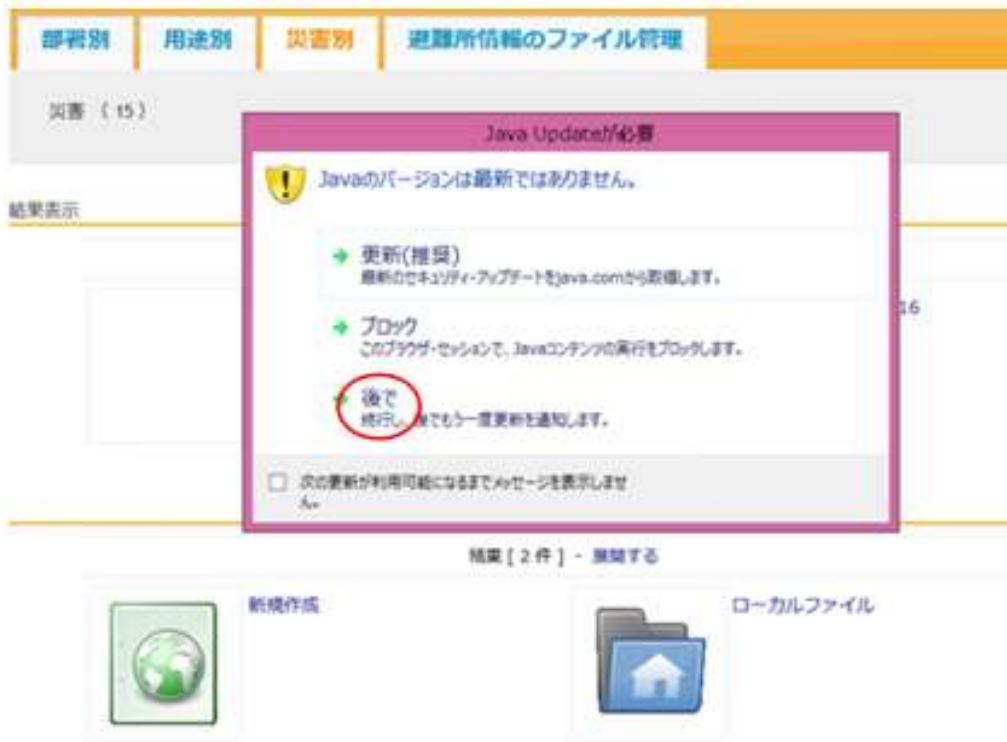 部署別 用途別 災害別 避難所情報のファイル管理
災害 (15)
Java Updateが必要
Javaのバージョンは最新ではありません。
結果表示
更新(推奨)
最新のセキュリティ・アップデートをjava.comから取得します。
16
ブロック
このブラウザ・セッションで、Javaコンテンツの実行をブロックします。
後で
続行し、後でもう一度更新を通知します。
次の更新が利用可能になるまでメッセージを表示しませ
ん。
結果 [ 2 件 ] - 展開する
新規作成
ローカルファイル